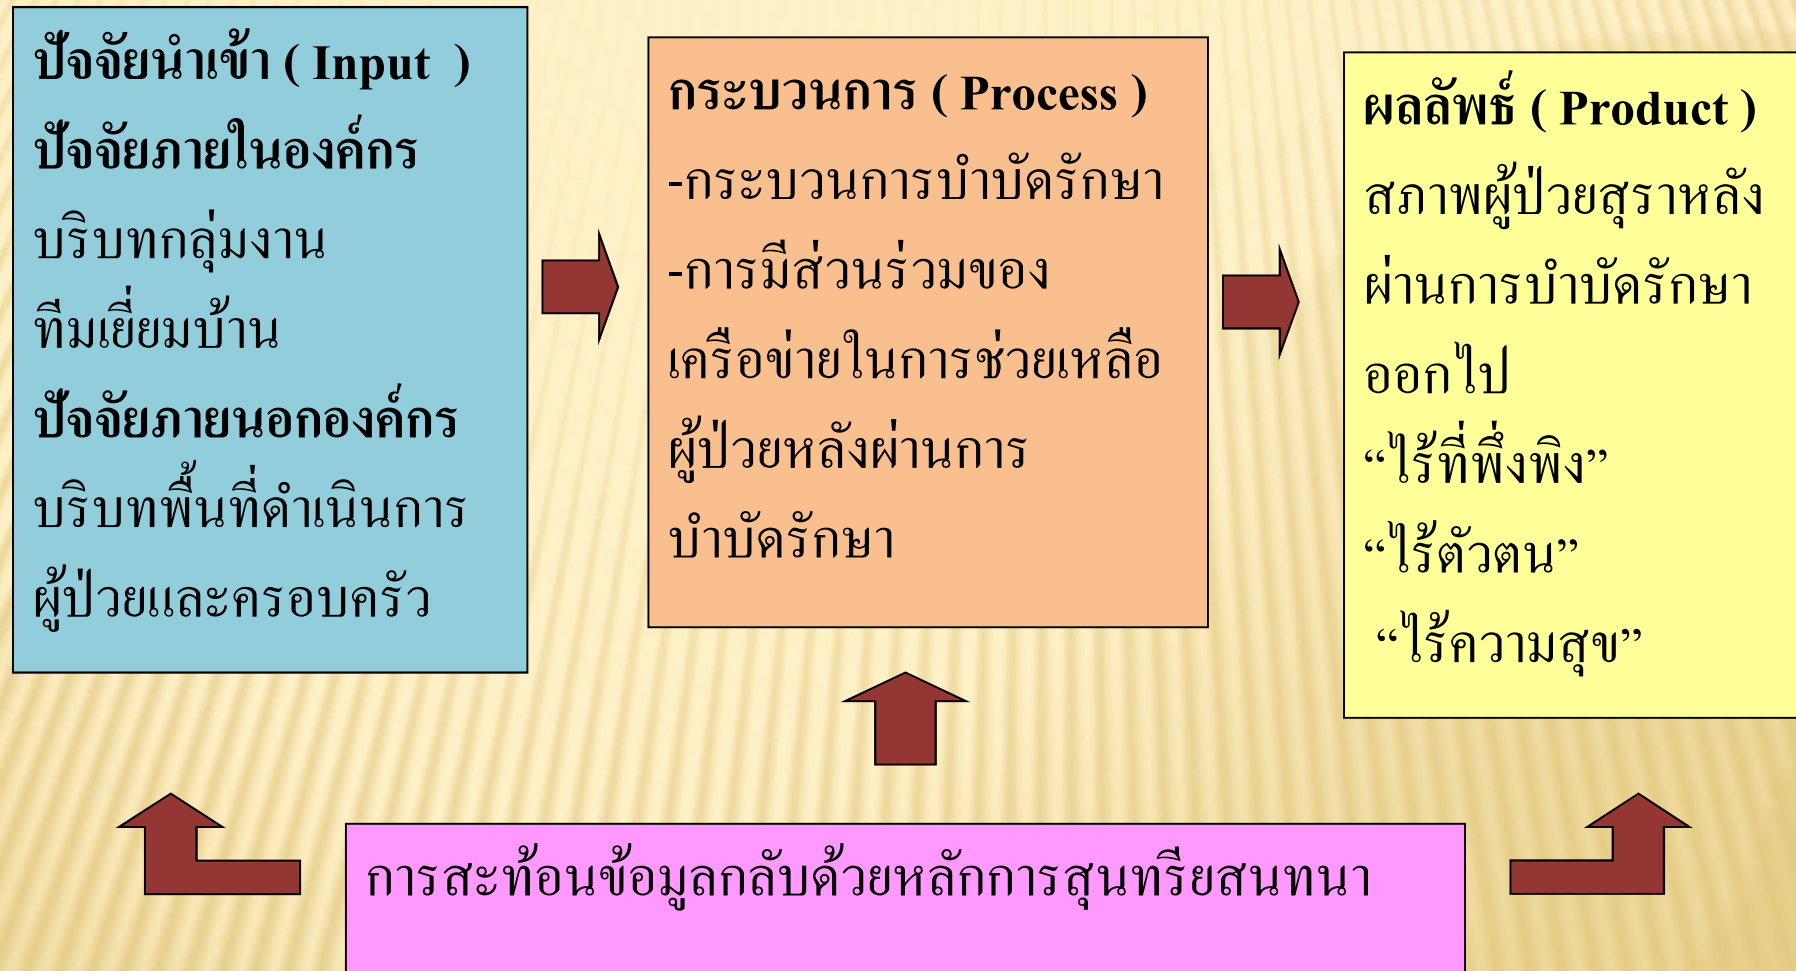 ปัจจัยนำเข้า ( Input  )
ปัจจัยภายในองค์กร
บริบทกลุ่มงาน
ทีมเยี่ยมบ้าน
ปัจจัยภายนอกองค์กร
บริบทพื้นที่ดำเนินการ
ผู้ป่วยและครอบครัว
กระบวนการ ( Process )
-กระบวนการบำบัดรักษา
-การมีส่วนร่วมของ
เครือข่ายในการช่วยเหลือ
ผู้ป่วยหลังผ่านการ
บำบัดรักษา
ผลลัพธ์ ( Product )
สภาพผู้ป่วยสุราหลัง
ผ่านการบำบัดรักษา
ออกไป
“ไร้ที่พึ่งพิง”
“ไร้ตัวตน”
“ไร้ความสุข”
การสะท้อนข้อมูลกลับด้วยหลักการสุนทรียสนทนา